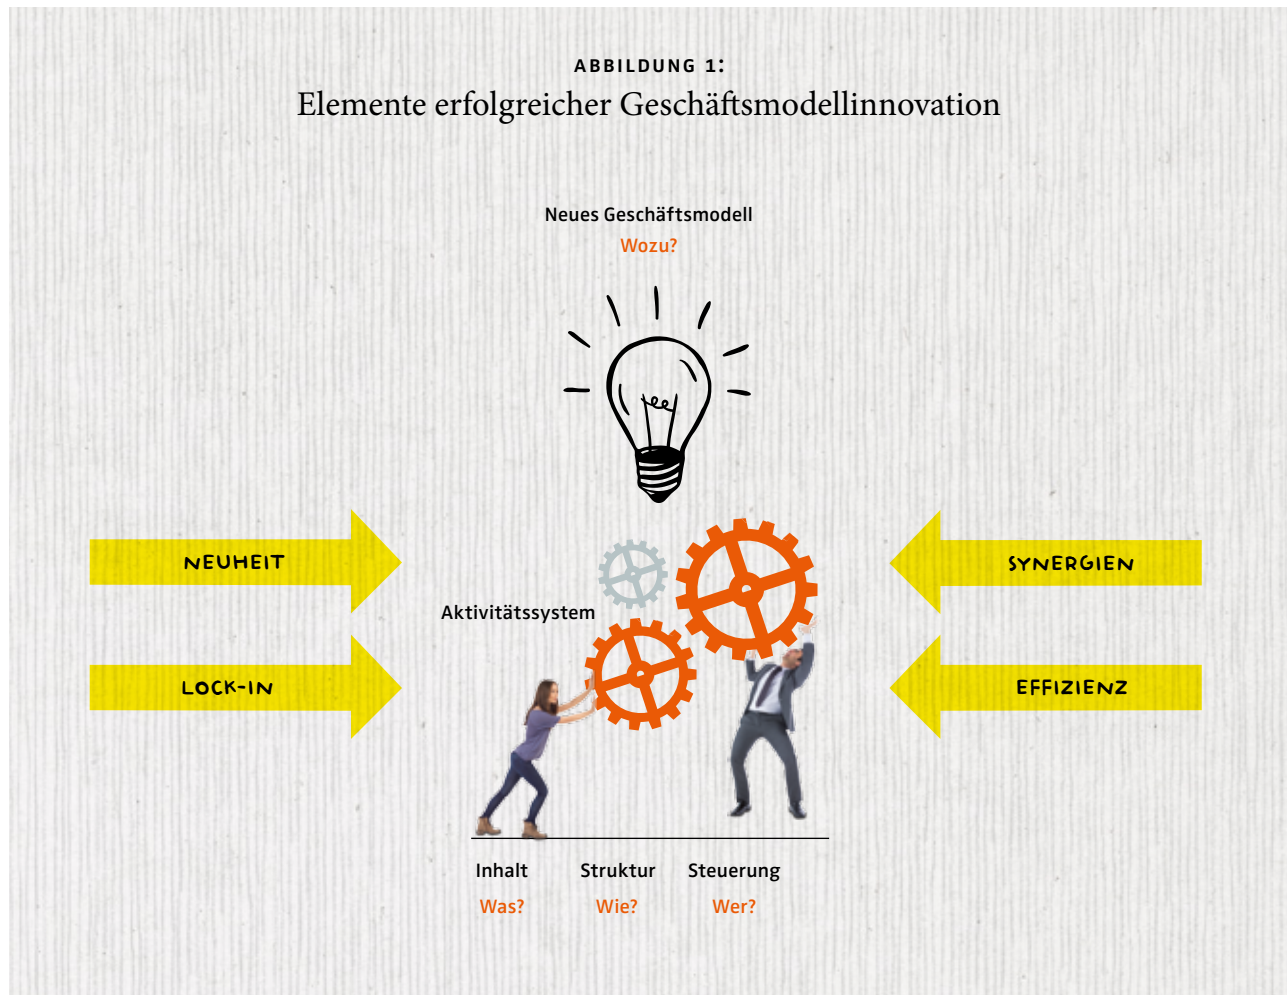 ABBILDUNG 1:
Elemente erfolgreicher Geschäftsmodellinnovation
Neues Geschäftsmodell
Wozu?
NEUHEIT
SYNERGIEN
Aktivitätssystem
LOCK-IN
EFFIZIENZ
Inhalt Struktur Steuerung
Was? Wie? Wer?